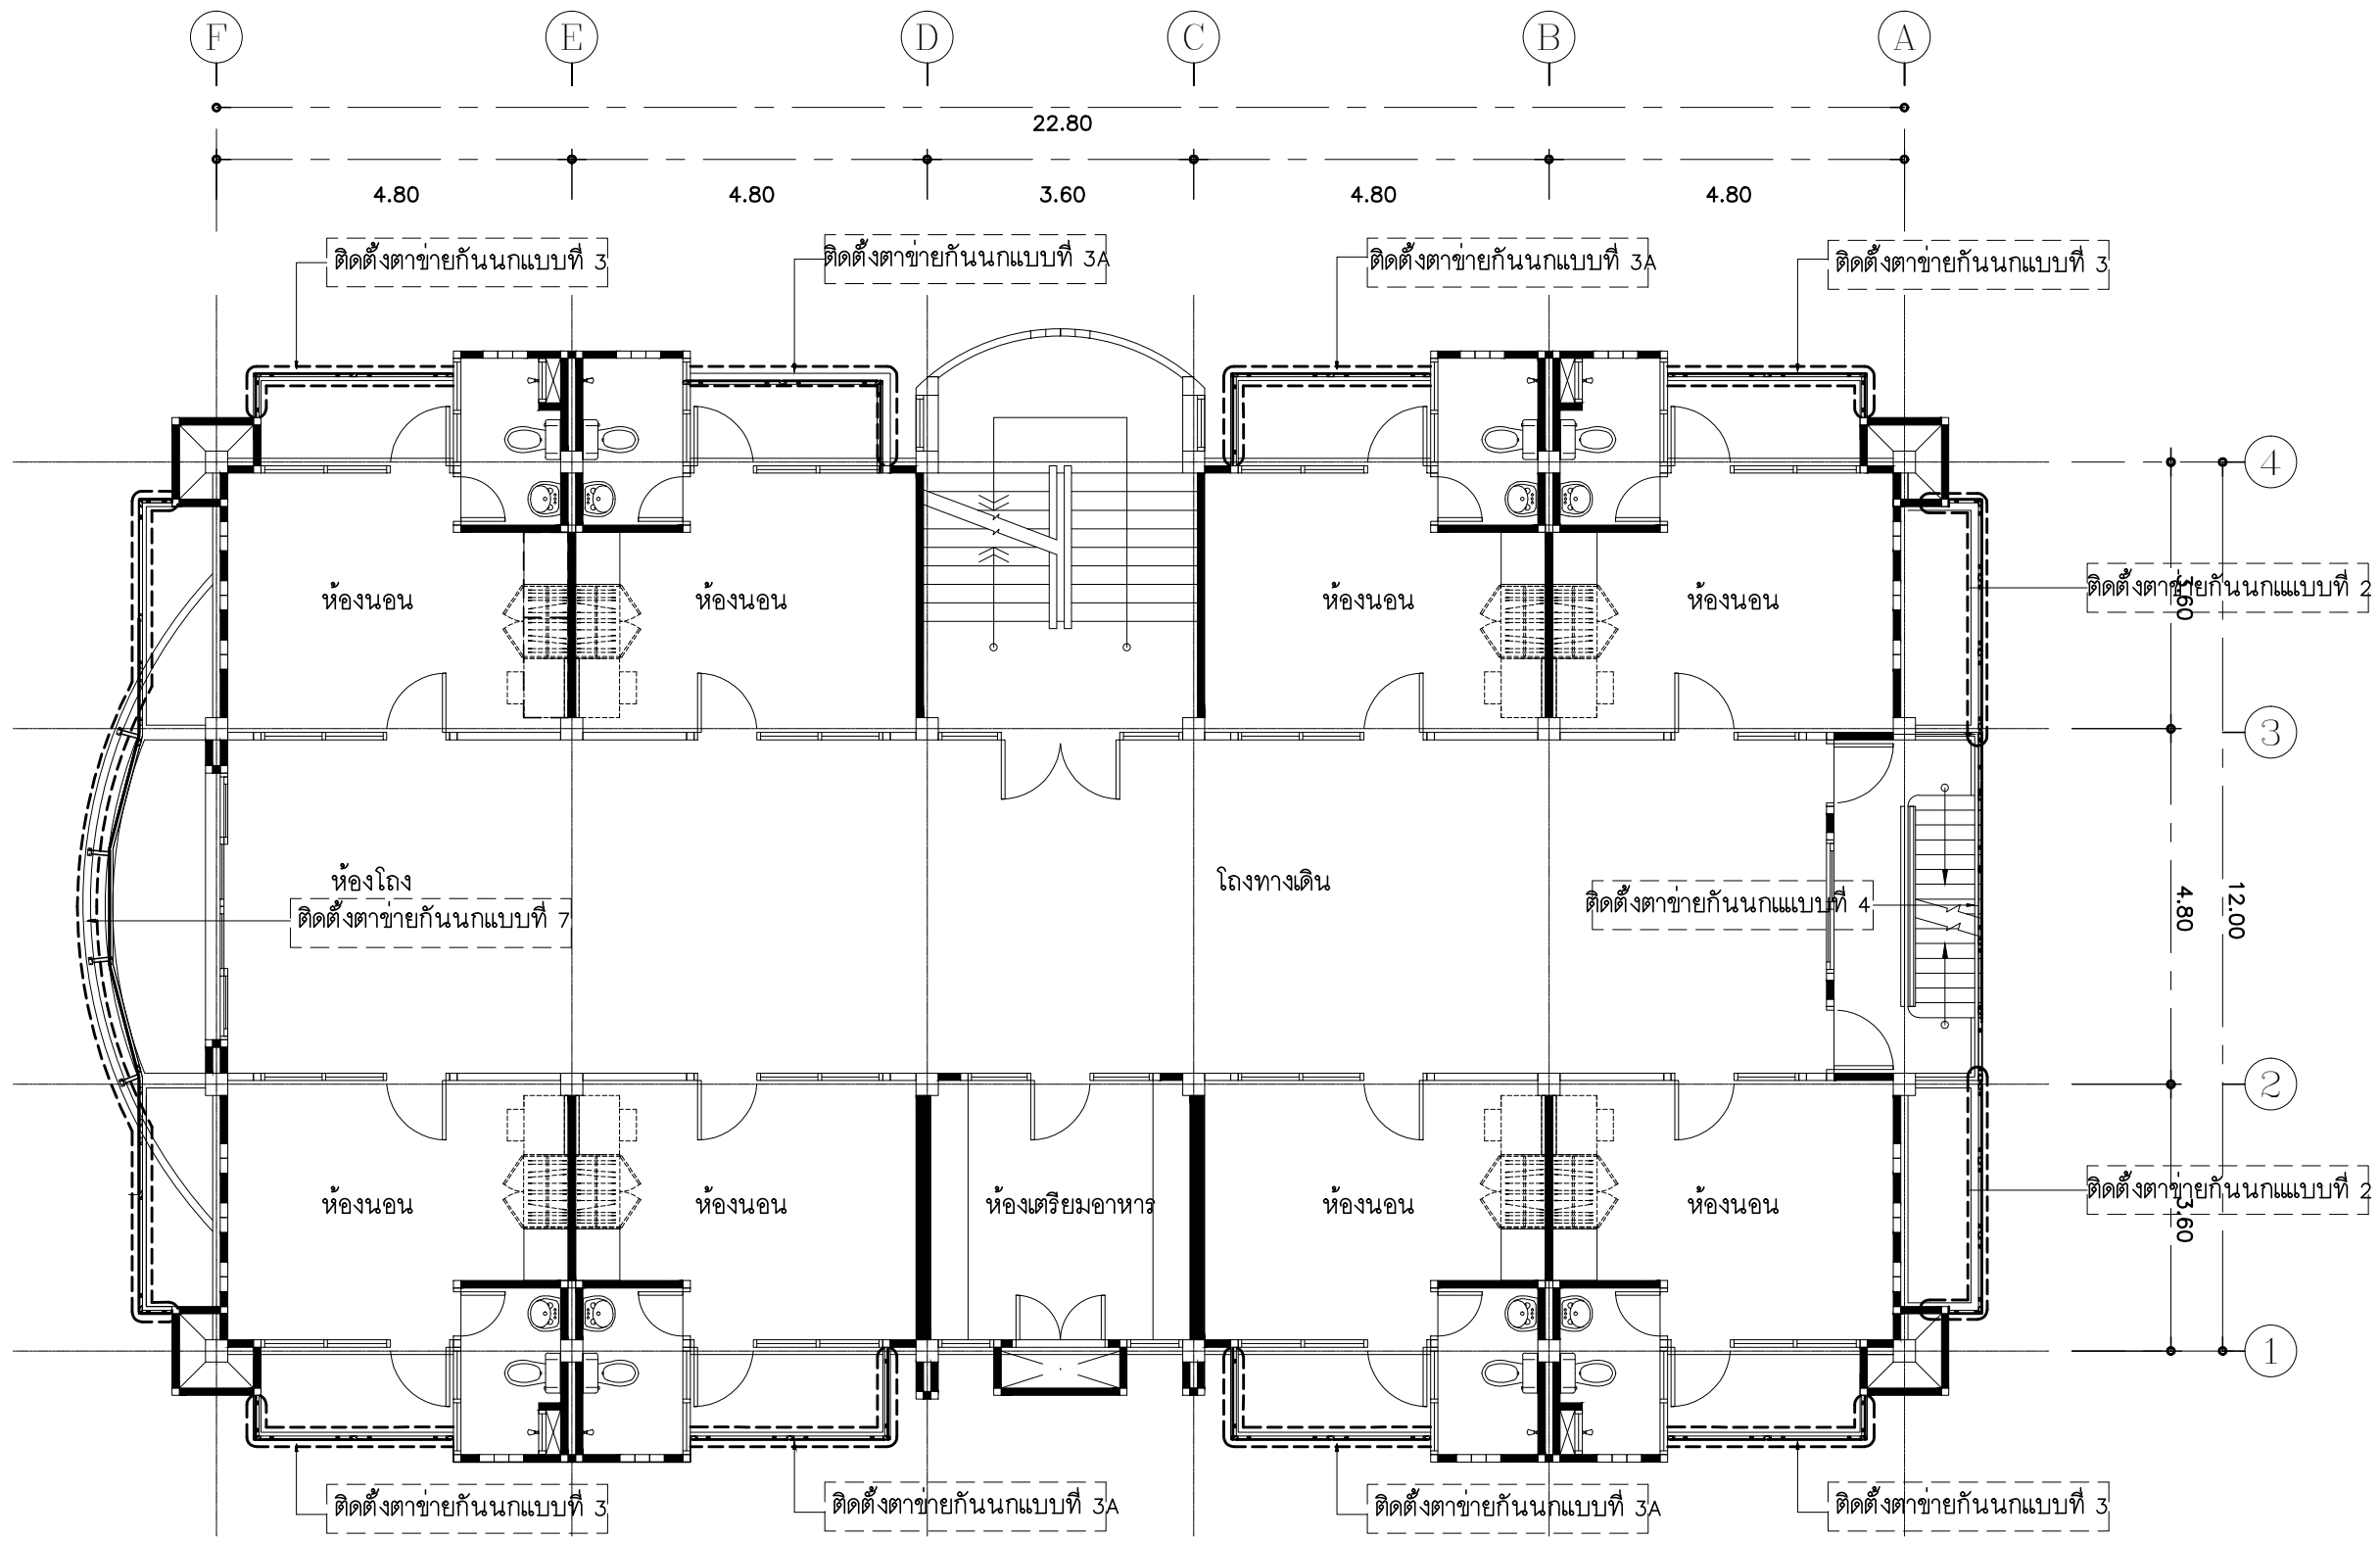 F E D C B A
22.80
4.80 4.80 3.60 4.80 4.80
ติดตั้งตาข่ายกันนกแบบที่ 3
ติดตั้งตาข่ายกันนกแบบที่ 3A
ติดตั้งตาข่ายกันนกแบบที่ 3A
ติดตั้งตาข่ายกันนกแบบที่ 3
4
ติดตั้งตาข่ายกันนกแแบบที่ 2
3.60
ห้องนอน ห้องนอน ห้องนอน ห้องนอน
3
ห้องโถง
โถงทางเดิน
ติดตั้งตาข่ายกันนกแบบที่ 7
ติดตั้งตาข่ายกันนกแแบบที่ 4
4.80
12.00
2
ติดตั้งตาข่ายกันนกแแบบที่ 2
3.60
ห้องนอน ห้องนอน ห้องเตรียมอาหาร ห้องนอน ห้องนอน
1
ติดตั้งตาข่ายกันนกแบบที่ 3
ติดตั้งตาข่ายกันนกแบบที่ 3A
ติดตั้งตาข่ายกันนกแบบที่ 3A
ติดตั้งตาข่ายกันนกแบบที่ 3